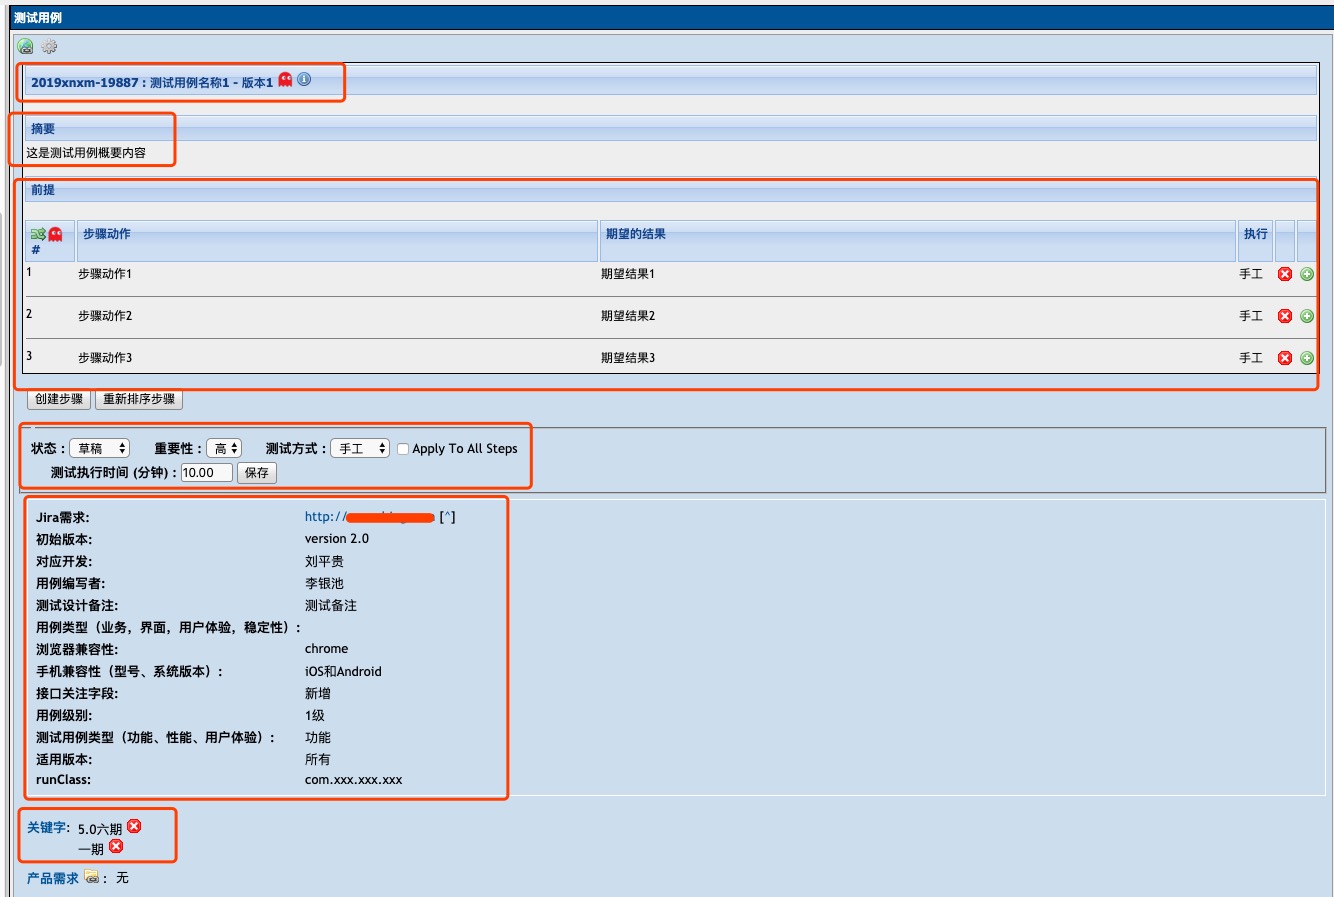 测试用例
2019xnxm-19887 : 测试用例名称1 - 版本1
摘要
这是测试用例概要内容
前提
# 步骤动作 期望的结果 执行
1 步骤动作1 期望结果1 手工
2 步骤动作2 期望结果2 手工
3 步骤动作3 期望结果3 手工
创建步骤 重新排序步骤
状态 : 草稿 重要性 : 高 测试方式 : 手工 Apply To All Steps
测试执行时间 (分钟) : 10.00 保存
Jira需求: http:// [^]
初始版本: version 2.0
对应开发: 刘平贵
用例编写者: 李银池
测试设计备注: 测试备注
用例类型（业务，界面，用户体验，稳定性）:
浏览器兼容性: chrome
手机兼容性（型号、系统版本）: iOS和Android
接口关注字段: 新增
用例级别: 1级
测试用例类型（功能、性能、用户体验）: 功能
适用版本: 所有
runClass: com.xxx.xxx.xxx
关键字: 5.0六期
一期
产品需求 : 无